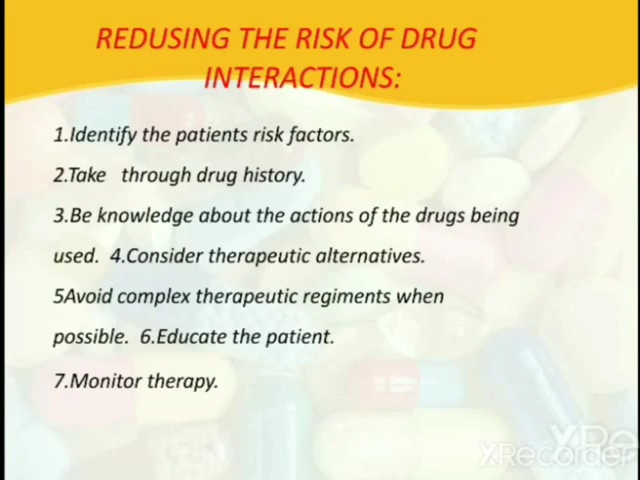 REDUSING THE RISK OF DRUG
INTERACTIONS:
1.Identify the patients risk factors.
2.Take through drug history.
3.Be knowledge about the actions of the drugs being
used. 4.Consider therapeutic alternatives.
5Avoid complex therapeutic regiments when
possible. 6.Educate the patient.
7.Monitor therapy.
XRe
XRecorder